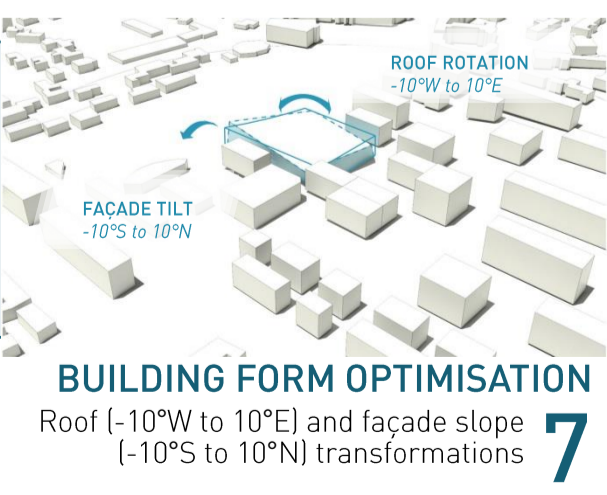 ROOF ROTATION
-10°W to 10°E
FAÇADE TILT
-10°S to 10°N
BUILDING FORM OPTIMISATION
Roof (-10°W to 10°E) and façade slope
(-10°S to 10°N) transformations
7